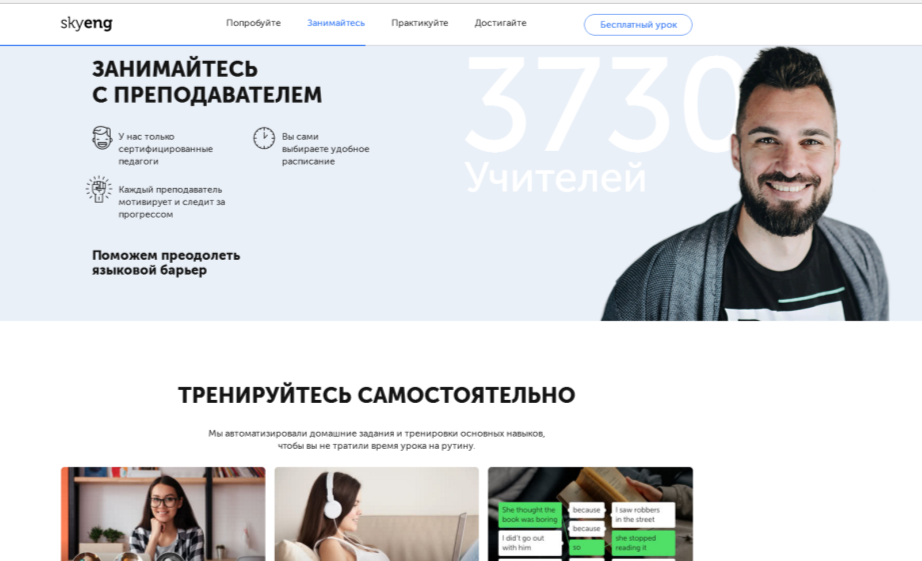 skyeng
Попробуйте
Занимайтесь
Практикуйте
Достигайте
Бесплатный урок
ЗАНИМАЙТЕСЬ
С ПРЕПОДАВАТЕЛЕМ
У нас только
сертифицированные
педагоги
Вы сами
выбираете удобное
расписание
Каждый преподаватель
мотивирует и следит за
прогрессом
Поможем преодолеть
языковой барьер
3730
Учителей
ТРЕНИРУЙТЕСЬ САМОСТОЯТЕЛЬНО
Мы автоматизировали домашние задания и тренировки основных навыков,
чтобы вы не тратили время урока на рутину.
She thought the
book was boring
because
I saw robbers
in the street
because
I did't go out
with him
so
she stopped
reading it